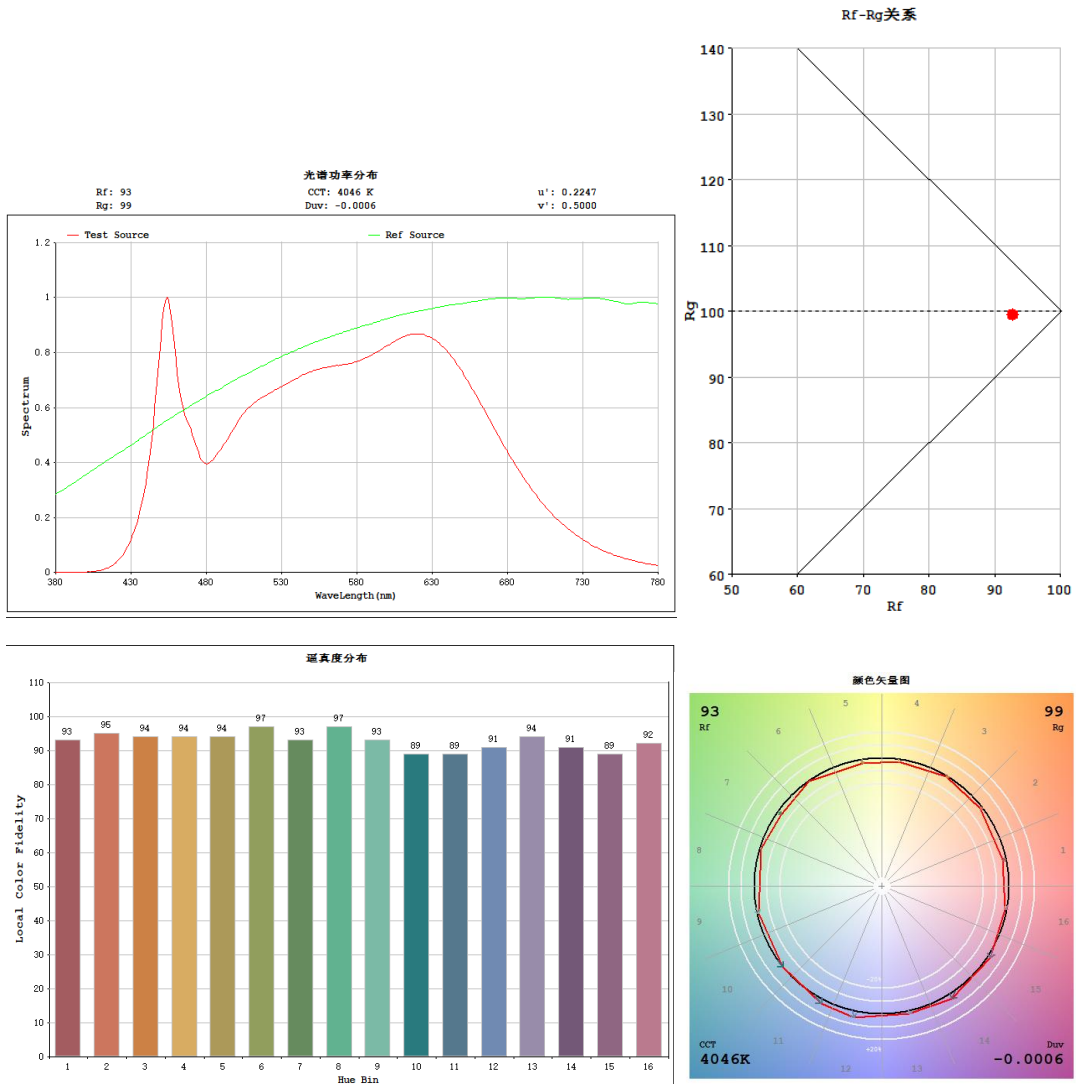 Rf-Rg关系
140
130
120
110
100
90
80
70
60
Rg
50 60 70 80 90 100
Rf
光谱功率分布
Rf: 93 CCT: 4046 K u': 0.2247
Rg: 99 Duv: -0.0006 v': 0.5000
Test Source Ref Source
1.2
1
0.8
0.6
0.4
0.2
0
Spectrum
380 430 480 530 580 630 680 730 780
WaveLength(nm)
逼真度分布
110
100
90
80
70
60
50
40
30
20
10
0
Local Color Fidelity
93 95 94 94 94 97 93 97 93 89 89 91 94 91 89 92
1 2 3 4 5 6 7 8 9 10 11 12 13 14 15 16
Hue Bin
颜色矢量图
93 99
Rf Rg
5 4
6 3
7 2
8 1
9 16
10 15
11 14
12 13
-20%
+20%
CCT Duv
4046K -0.0006